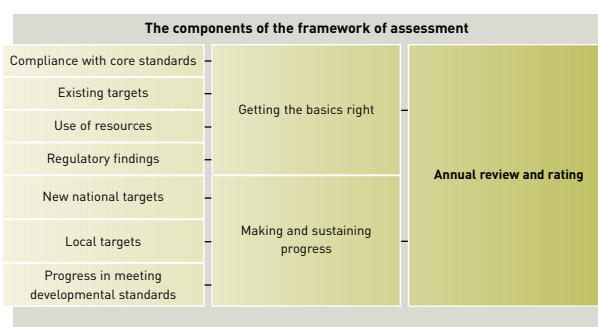 The components of the framework of assessment
Compliance with core standards
Existing targets
Use of resources
Regulatory findings
New national targets
Local targets
Progress in meeting
developmental standards
Getting the basics right
Making and sustaining
progress
Annual review and rating